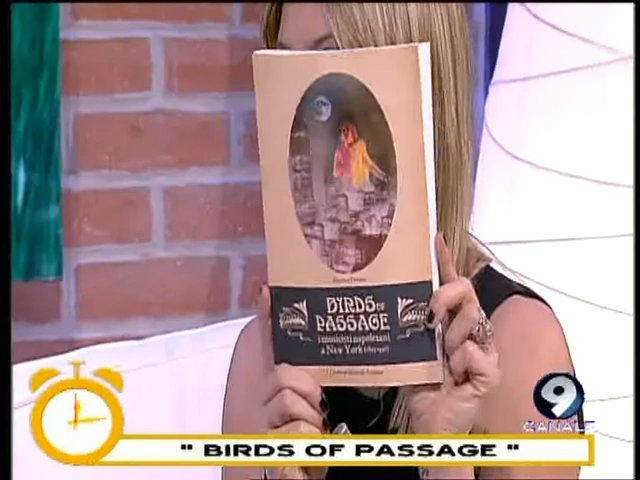 BIRDS OF
PASSAGE
i musicisti napoletani
a New York
9
CANALE
" BIRDS OF PASSAGE "